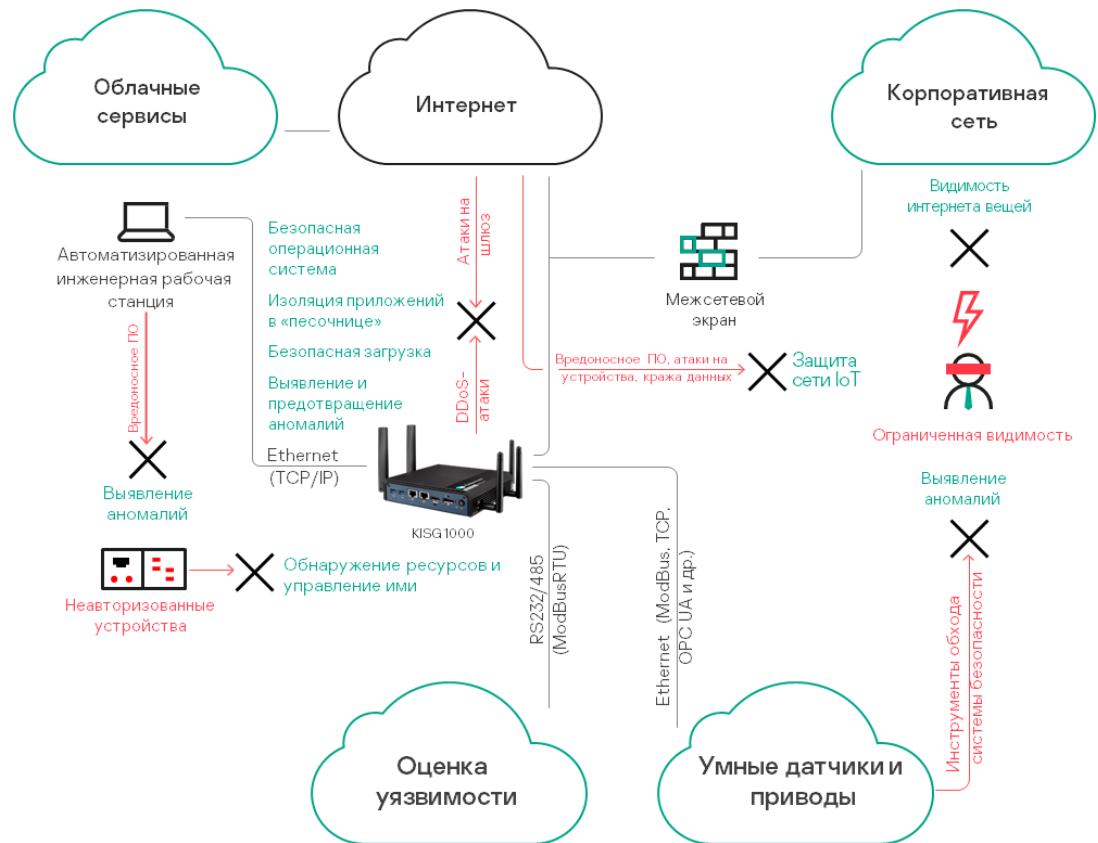 Облачные
сервисы
Интернет
Корпоративная
сеть
Видимость
интернета вещей
Автоматизированная
инженерная рабочая
станция
Безопасная
операционная
система
Изоляция приложений
в «песочнице»
Безопасная загрузка
Выявление и
предотвращение
аномалий
Атаки на
шлюз
DDoS-
атаки
Межсетевой
экран
Вредоносное ПО, атаки на
устройства, кража данных
Защита
сети IoT
Ограниченная видимость
Вредоносное ПО
Ethernet
(TCP/IP)
KISG1000
Выявление
аномалий
Выявление
аномалий
Неавторизованные
устройства
Обнаружение ресурсов и
управление ими
RS232/485
(ModBusRTU)
Ethernet (ModBus, TCP,
OPC UA и др.)
Инструменты обхода
системы безопасности
Оценка
уязвимости
Умные датчики и
приводы